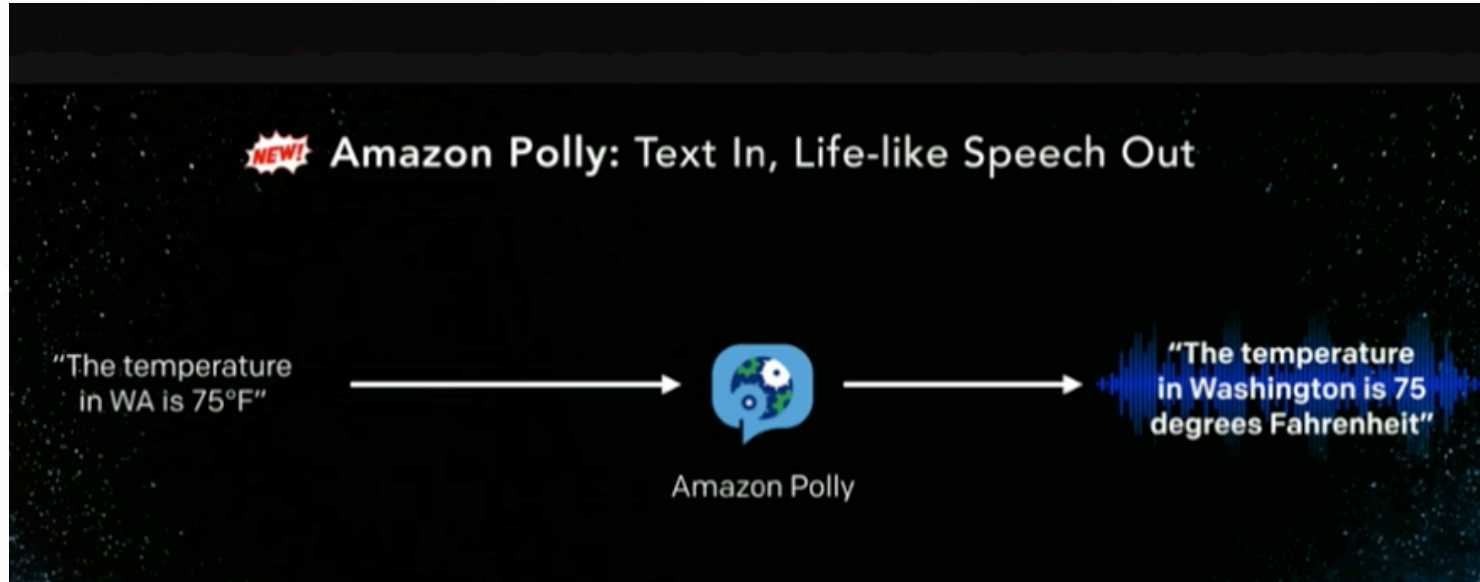 NEW! Amazon Polly: Text In, Life-like Speech Out
“The temperature
in WA is 75°F”
Amazon Polly
“The temperature
in Washington is 75
degrees Fahrenheit”